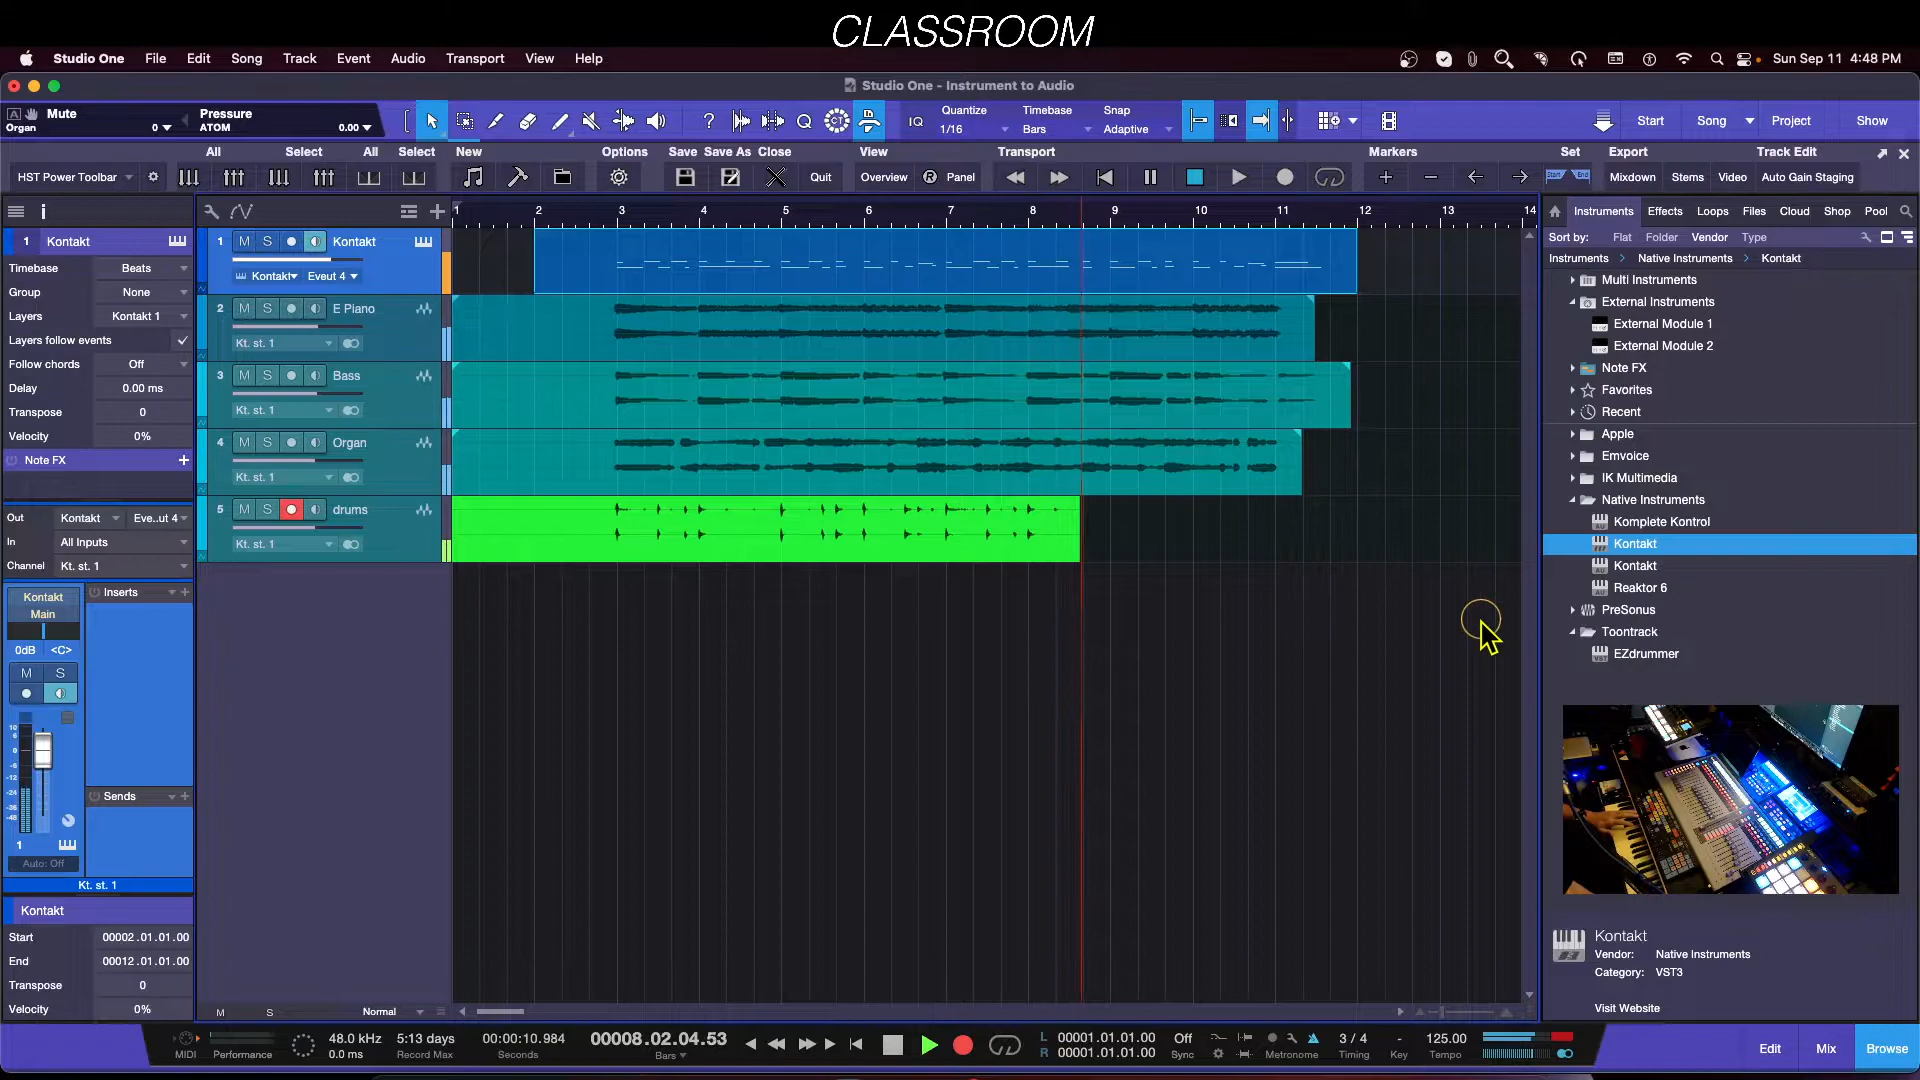 CLASSROOM
Studio One File Edit Song Track Event Audio Transport View Help
Sun Sep 11 4:48 PM
Studio One - Instrument to Audio
Mute
Organ 0
Pressure
ATOM 0.00
IQ
Quantize
1/16
Timebase
Bars
Snap
Adaptive
Start Song Project Show
HST Power Toolbar
All Select All Select New Options Save Save As Close View Transport Markers Set Export Track Edit
Quit Overview R Panel Start End Mixdown Stems Video Auto Gain Staging
1 Kontakt
Timebase Beats
Group None
Layers Kontakt 1
Layers follow events
Follow chords Off
Delay 0.00 ms
Transpose 0
Velocity 0%
Note FX
Out Kontakt Eve..ut 4
In All Inputs
Channel Kt. st. 1
Kontakt
Main
Inserts
0dB <C>
M S
Sends
1
Auto: Off
Kt. st. 1
Kontakt
Start 00002.01.01.00
End 00012.01.01.00
Transpose 0
Velocity 0%
1 2 3 4 5 6 7 8 9 10 11 12 13 14
1 M S Kontakt
Kontakt Eveut 4
2 M S E Piano
Kt. st. 1
3 M S Bass
Kt. st. 1
4 M S Organ
Kt. st. 1
5 M S drums
Kt. st. 1
M S Normal
Instruments Effects Loops Files Cloud Shop Pool
Sort by: Flat Folder Vendor Type
Instruments > Native Instruments > Kontakt
Multi Instruments
External Instruments
External Module 1
External Module 2
Note FX
Favorites
Recent
Apple
Emvoice
IK Multimedia
Native Instruments
Komplete Kontrol
Kontakt
Kontakt
Reaktor 6
PreSonus
Toontrack
EZdrummer
Kontakt
Vendor: Native Instruments
Category: VST3
Visit Website
MIDI Performance
48.0 kHz
0.0 ms
5:13 days
Record Max
00:00:10.984
Seconds
00008.02.04.53
Bars
L 00001.01.01.00
R 00001.01.01.00
Off
Sync
Metronome
3 / 4
Timing
-
Key
125.00
Tempo
Edit Mix Browse